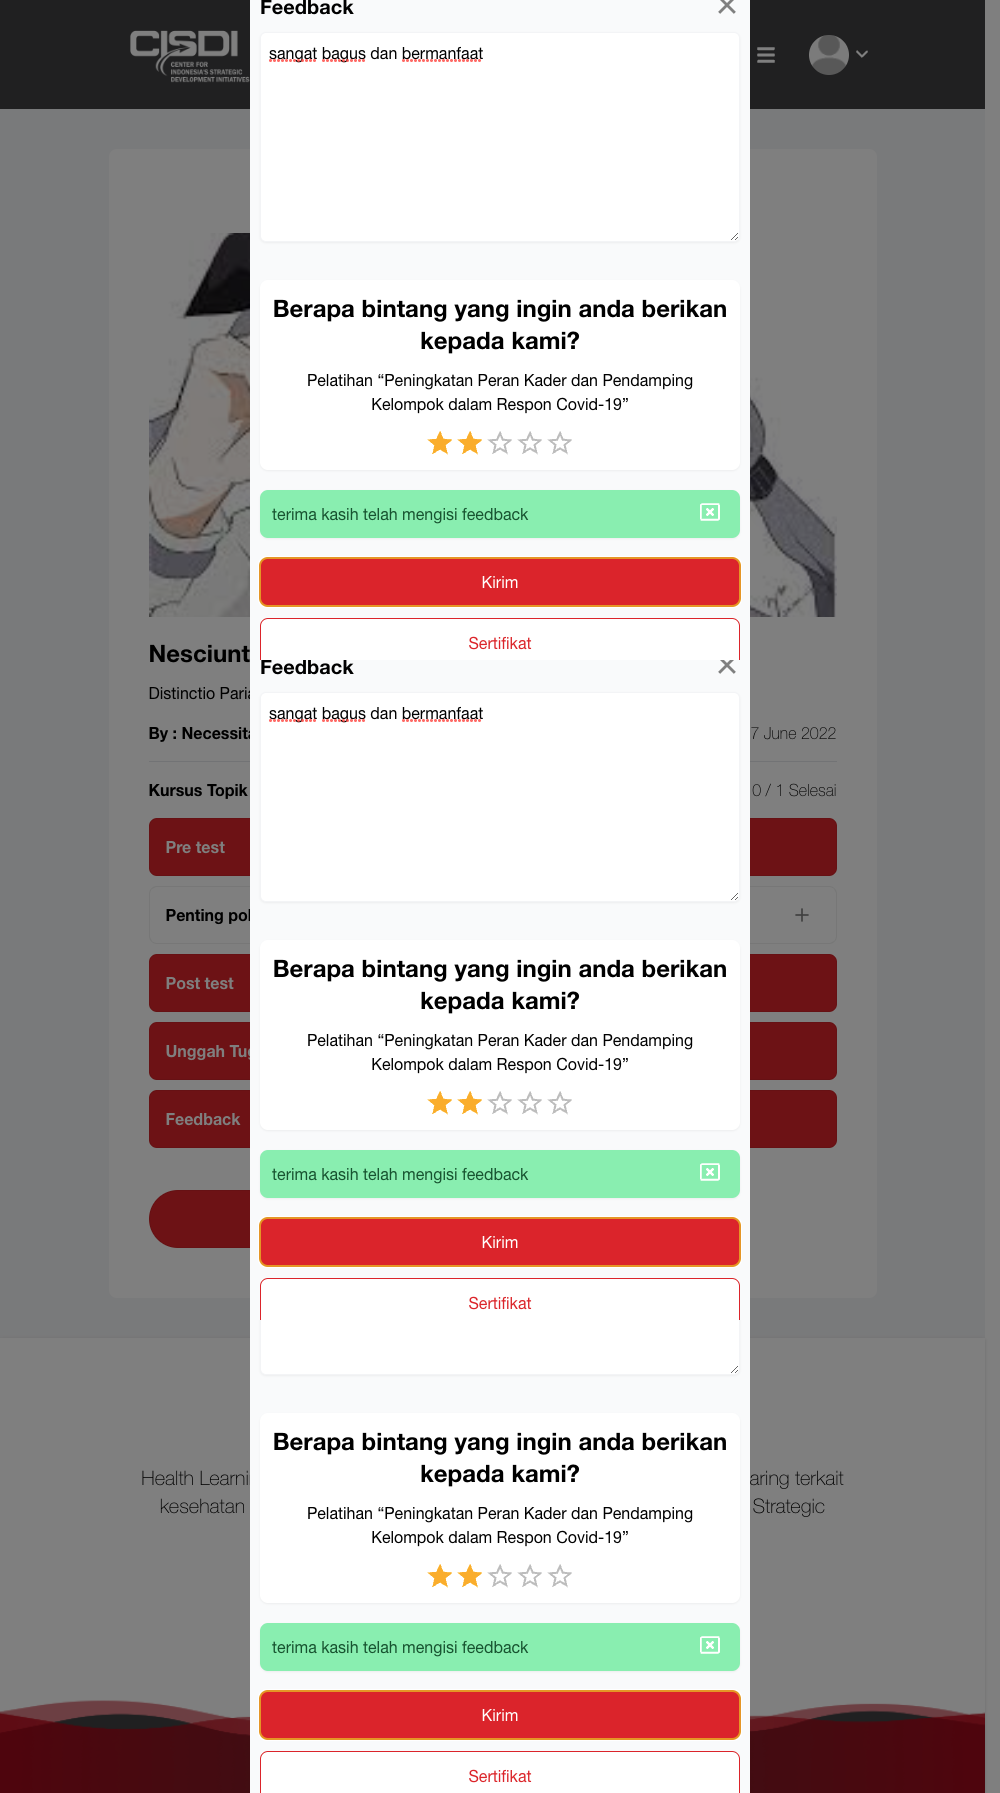 Feedback
CISDI
CENTER FOR
INDONESIA'S STRATEGIC
DEVELOPMENT INITIATIVES
sangat bagus dan bermanfaat
Berapa bintang yang ingin anda berikan
kepada kami?
Pelatihan “Peningkatan Peran Kader dan Pendamping
Kelompok dalam Respon Covid-19”
terima kasih telah mengisi feedback
Kirim
Sertifikat
Nesciunt
Feedback
Distinctio
sangat bagus dan bermanfaat
By :
7 June 2022
Kursus Topik
0 / 1 Selesai
Pre test
Penting
Post test
Berapa bintang yang ingin anda berikan
kepada kami?
Pelatihan “Peningkatan Peran Kader dan Pendamping
Kelompok dalam Respon Covid-19”
Unggah
Feedback
terima kasih telah mengisi feedback
Kirim
Sertifikat
Berapa bintang yang ingin anda berikan
kepada kami?
Health
aring terkait
kesehatan
Strategic
Pelatihan “Peningkatan Peran Kader dan Pendamping
Kelompok dalam Respon Covid-19”
terima kasih telah mengisi feedback
Kirim
Sertifikat